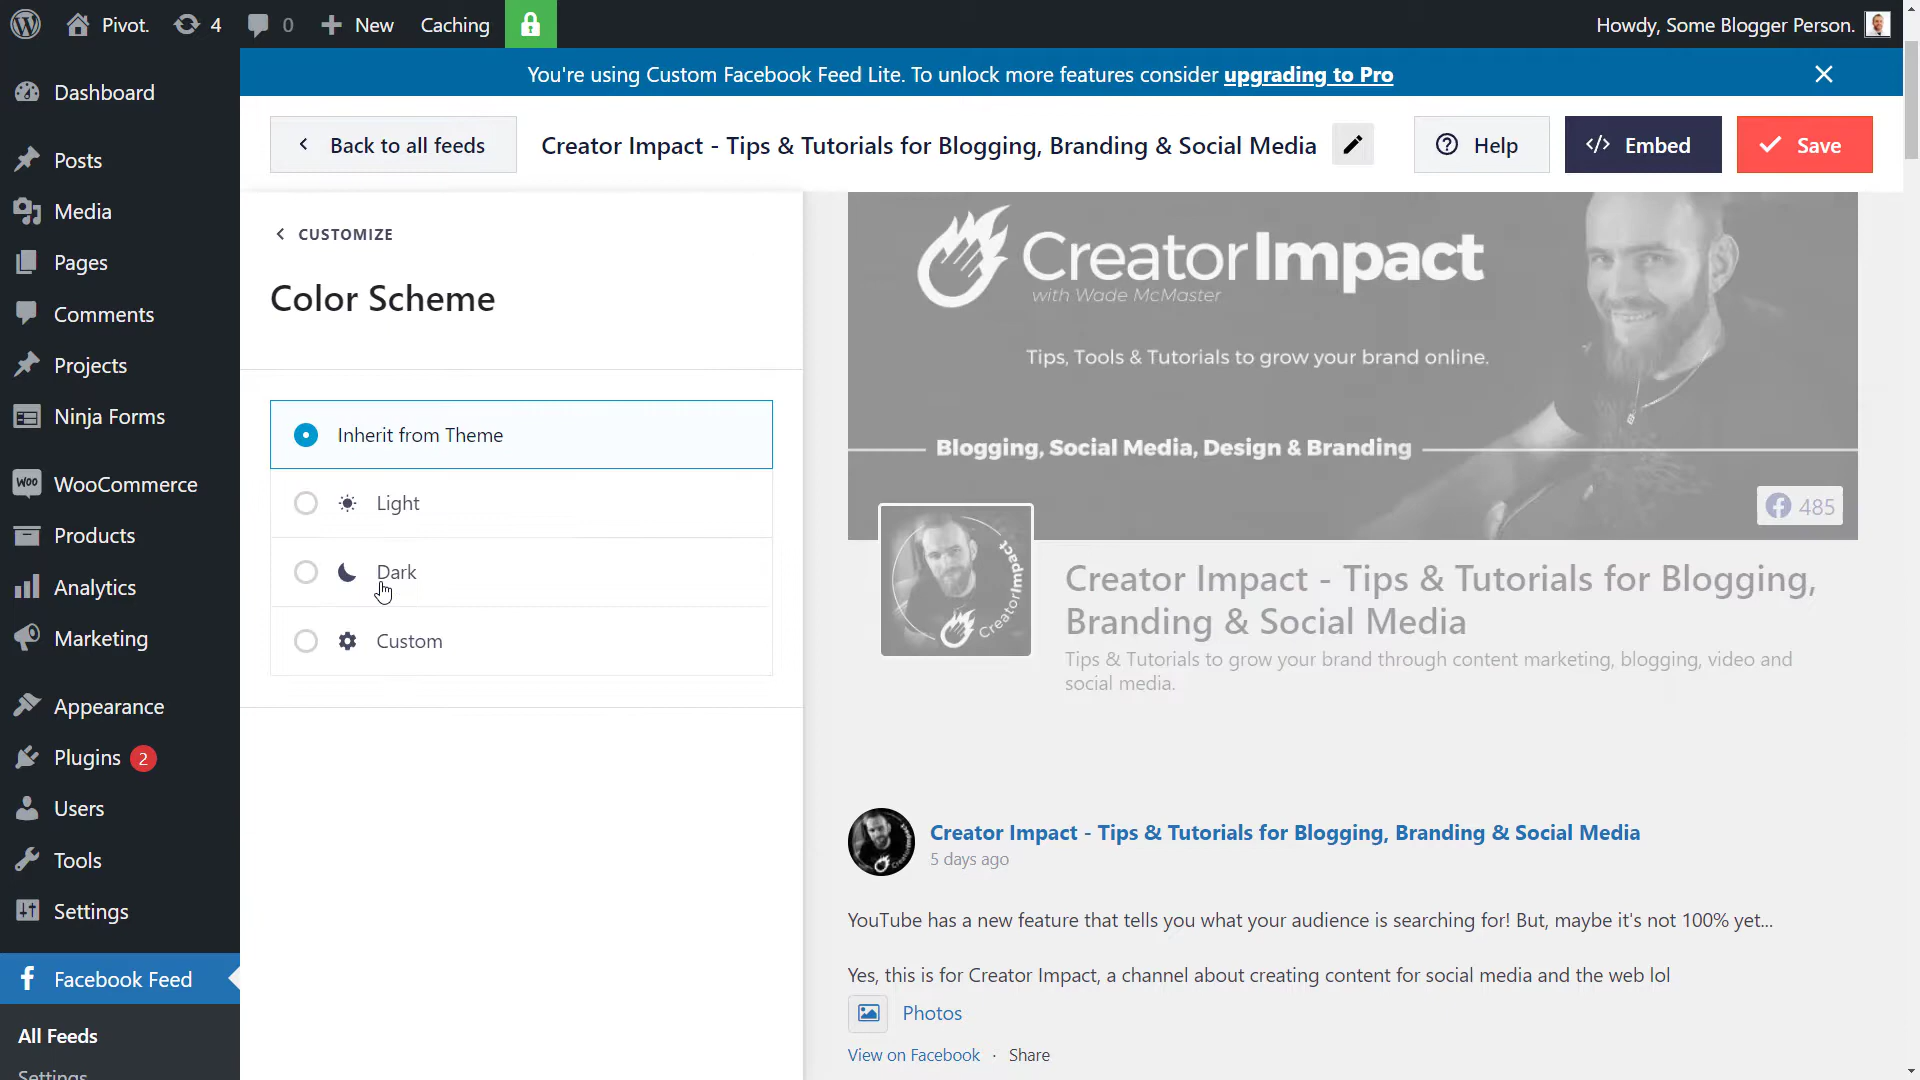 Pivot.
4
0
New
Caching
Howdy, Some Blogger Person.
You're using Custom Facebook Feed Lite. To unlock more features consider upgrading to Pro
Dashboard
Posts
Media
Pages
Comments
Projects
Ninja Forms
WOO WooCommerce
Products
Analytics
Marketing
Appearance
Plugins 2
Users
Tools
Settings
Facebook Feed
All Feeds
Settings
Back to all feeds
Creator Impact - Tips & Tutorials for Blogging, Branding & Social Media
Help
Embed
Save
CUSTOMIZE
Color Scheme
Inherit from Theme
Light
Dark
Custom
CreatorImpact
with Wade McMaster
Tips, Tools & Tutorials to grow your brand online.
Blogging, Social Media, Design & Branding
485
CreatorImpact
Creator Impact - Tips & Tutorials for Blogging,
Branding & Social Media
Tips & Tutorials to grow your brand through content marketing, blogging, video and
social media.
Creator Impact - Tips & Tutorials for Blogging, Branding & Social Media
5 days ago
YouTube has a new feature that tells you what your audience is searching for! But, maybe it's not 100% yet...
Yes, this is for Creator Impact, a channel about creating content for social media and the web lol
Photos
View on Facebook · Share